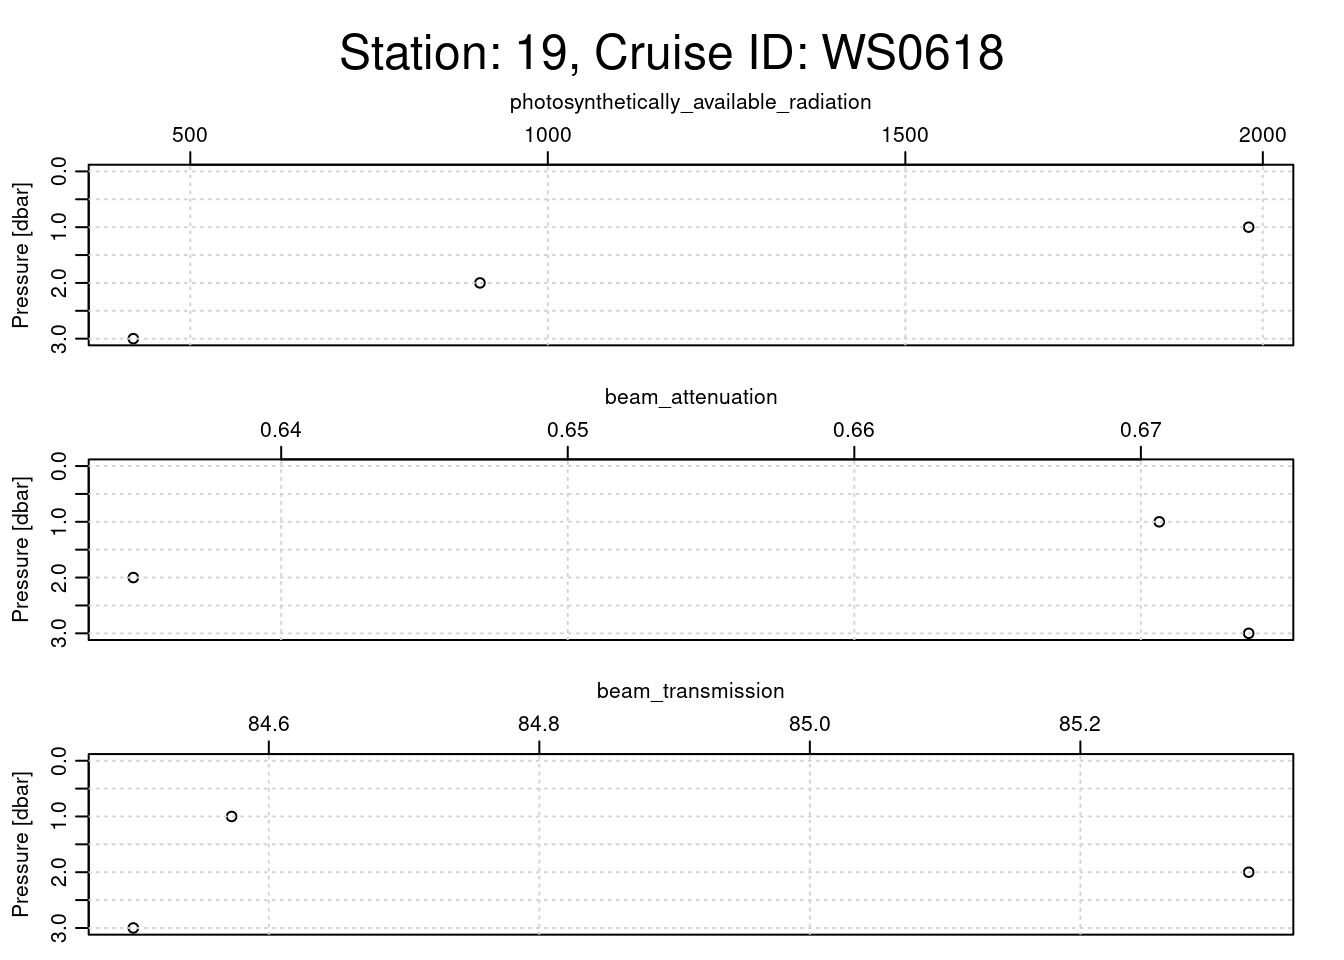 Station: 19, Cruise ID: WS0618
photosynthetically_available_radiation
500 1000 1500 2000
Pressure [dbar]
0.0
1.0
2.0
3.0
beam_attenuation
0.64 0.65 0.66 0.67
Pressure [dbar]
0.0
1.0
2.0
3.0
beam_transmission
84.6 84.8 85.0 85.2
Pressure [dbar]
0.0
1.0
2.0
3.0